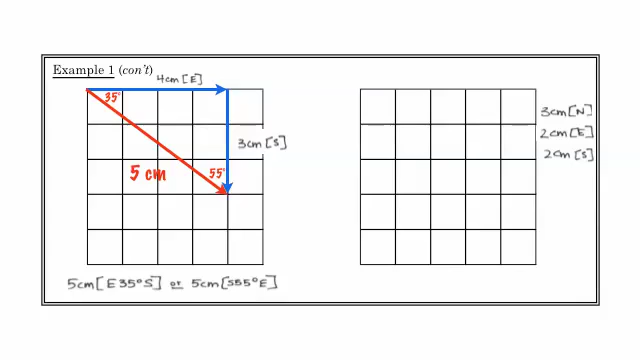 Example 1 (con't)
4cm [E]
35°
3cm [S]
5 cm
55°
5cm [E35°S] or 5cm [S55°E]
3cm [N]
2cm [E]
2cm [S]